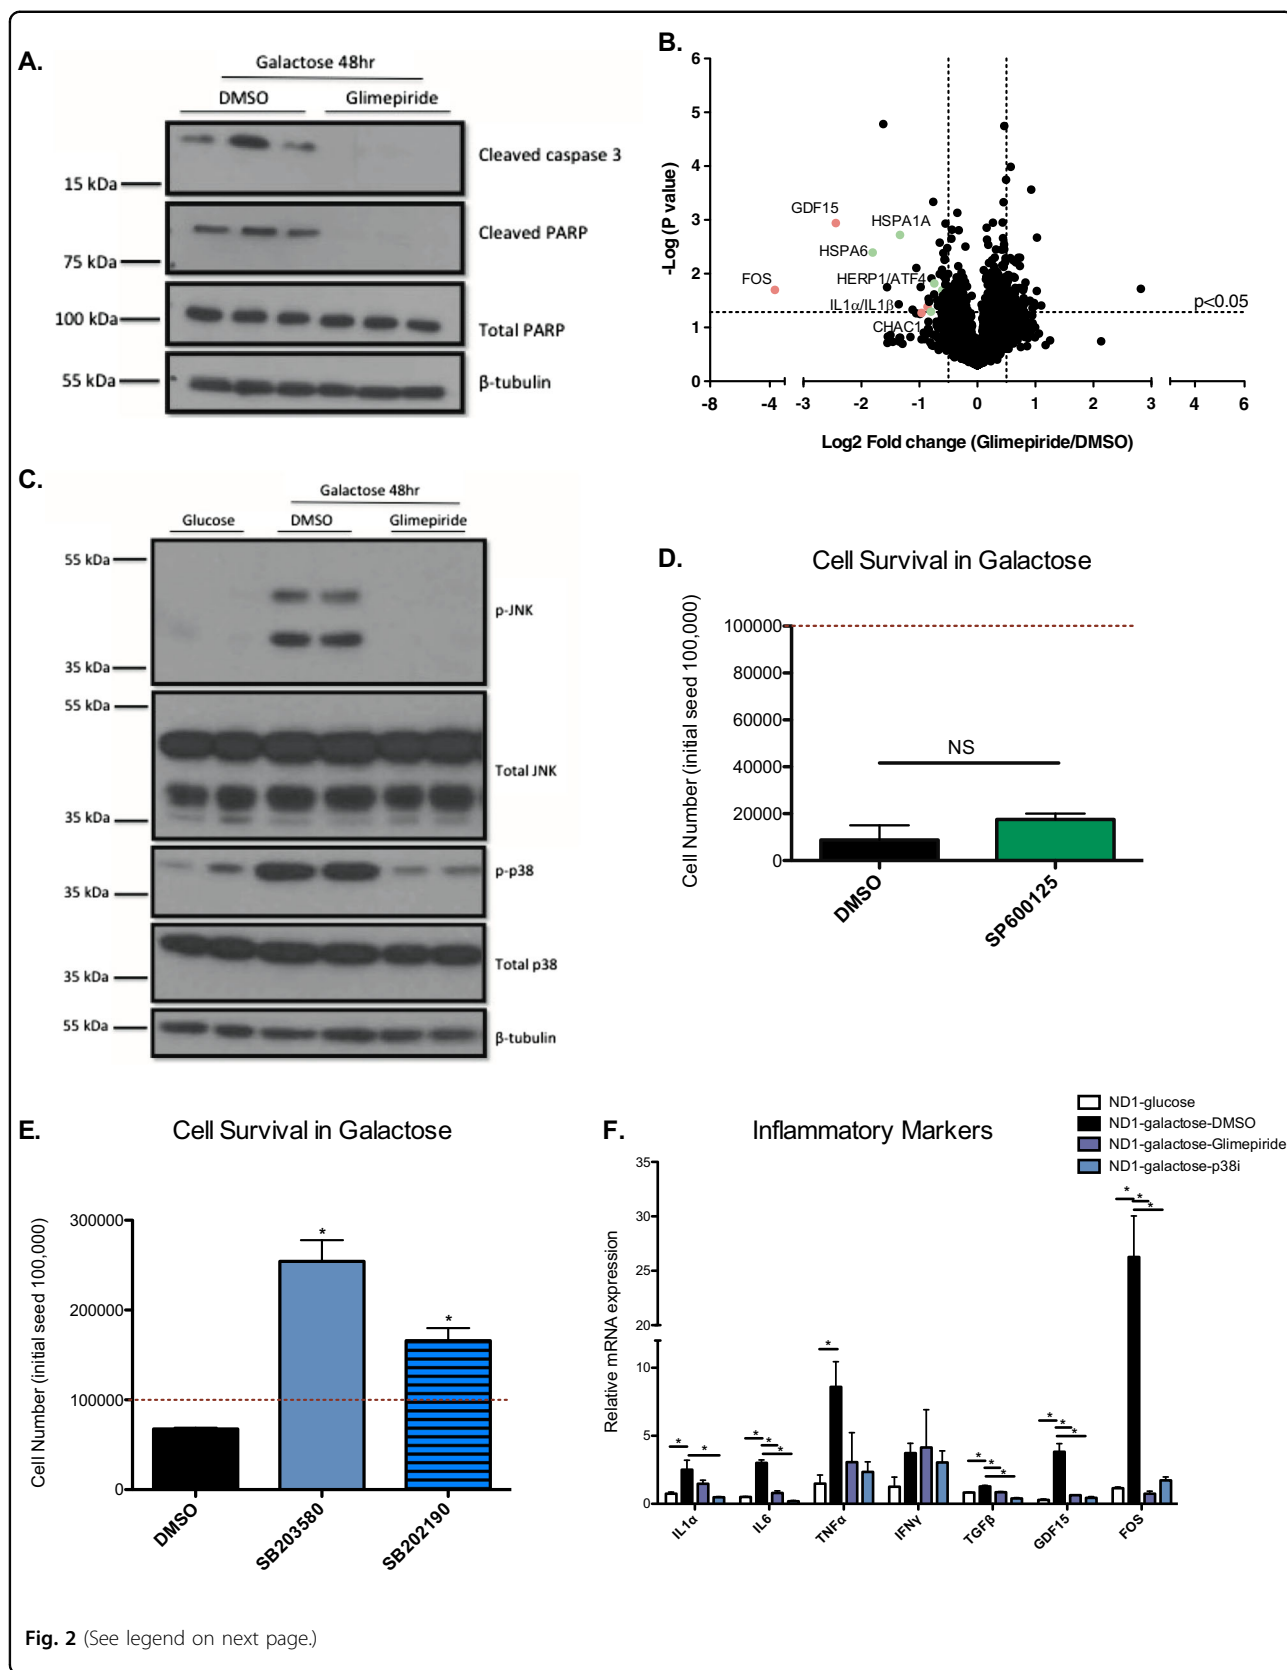 A.
Galactose 48hr
DMSO
Glimepiride
Cleaved caspase 3
15 kDa
Cleaved PARP
75 kDa
100 kDa
Total PARP
55 kDa
β-tubulin
B.
6
5
4
3
2
1
0
-Log (P value)
GDF15
HSPA1A
HSPA6
FOS
HERP1/ATF4
IL1α/IL1β
CHAC1
p<0.05
-8
-4
-3
-2
-1
0
1
2
3
4
6
Log2 Fold change (Glimepiride/DMSO)
C.
Galactose 48hr
Glucose
DMSO
Glimepiride
55 kDa
p-JNK
35 kDa
55 kDa
Total JNK
35 kDa
p-p38
35 kDa
Total p38
35 kDa
55 kDa
β-tubulin
D.
Cell Survival in Galactose
Cell Number (initial seed 100,000)
100000
80000
60000
40000
20000
0
NS
DMSO
SP600125
E.
Cell Survival in Galactose
Cell Number (initial seed 100,000)
300000
200000
100000
0
*
*
DMSO
SB203580
SB202190
F.
Inflammatory Markers
ND1-glucose
ND1-galactose-DMSO
ND1-galactose-Glimepiride
ND1-galactose-p38i
Relative mRNA expression
35
30
25
20
15
10
5
0
* *
* * *
*
* * *
* * *
* * *
IL1α
IL6
TNFα
IFNγ
TGFβ
GDF15
FOS
Fig. 2 (See legend on next page.)